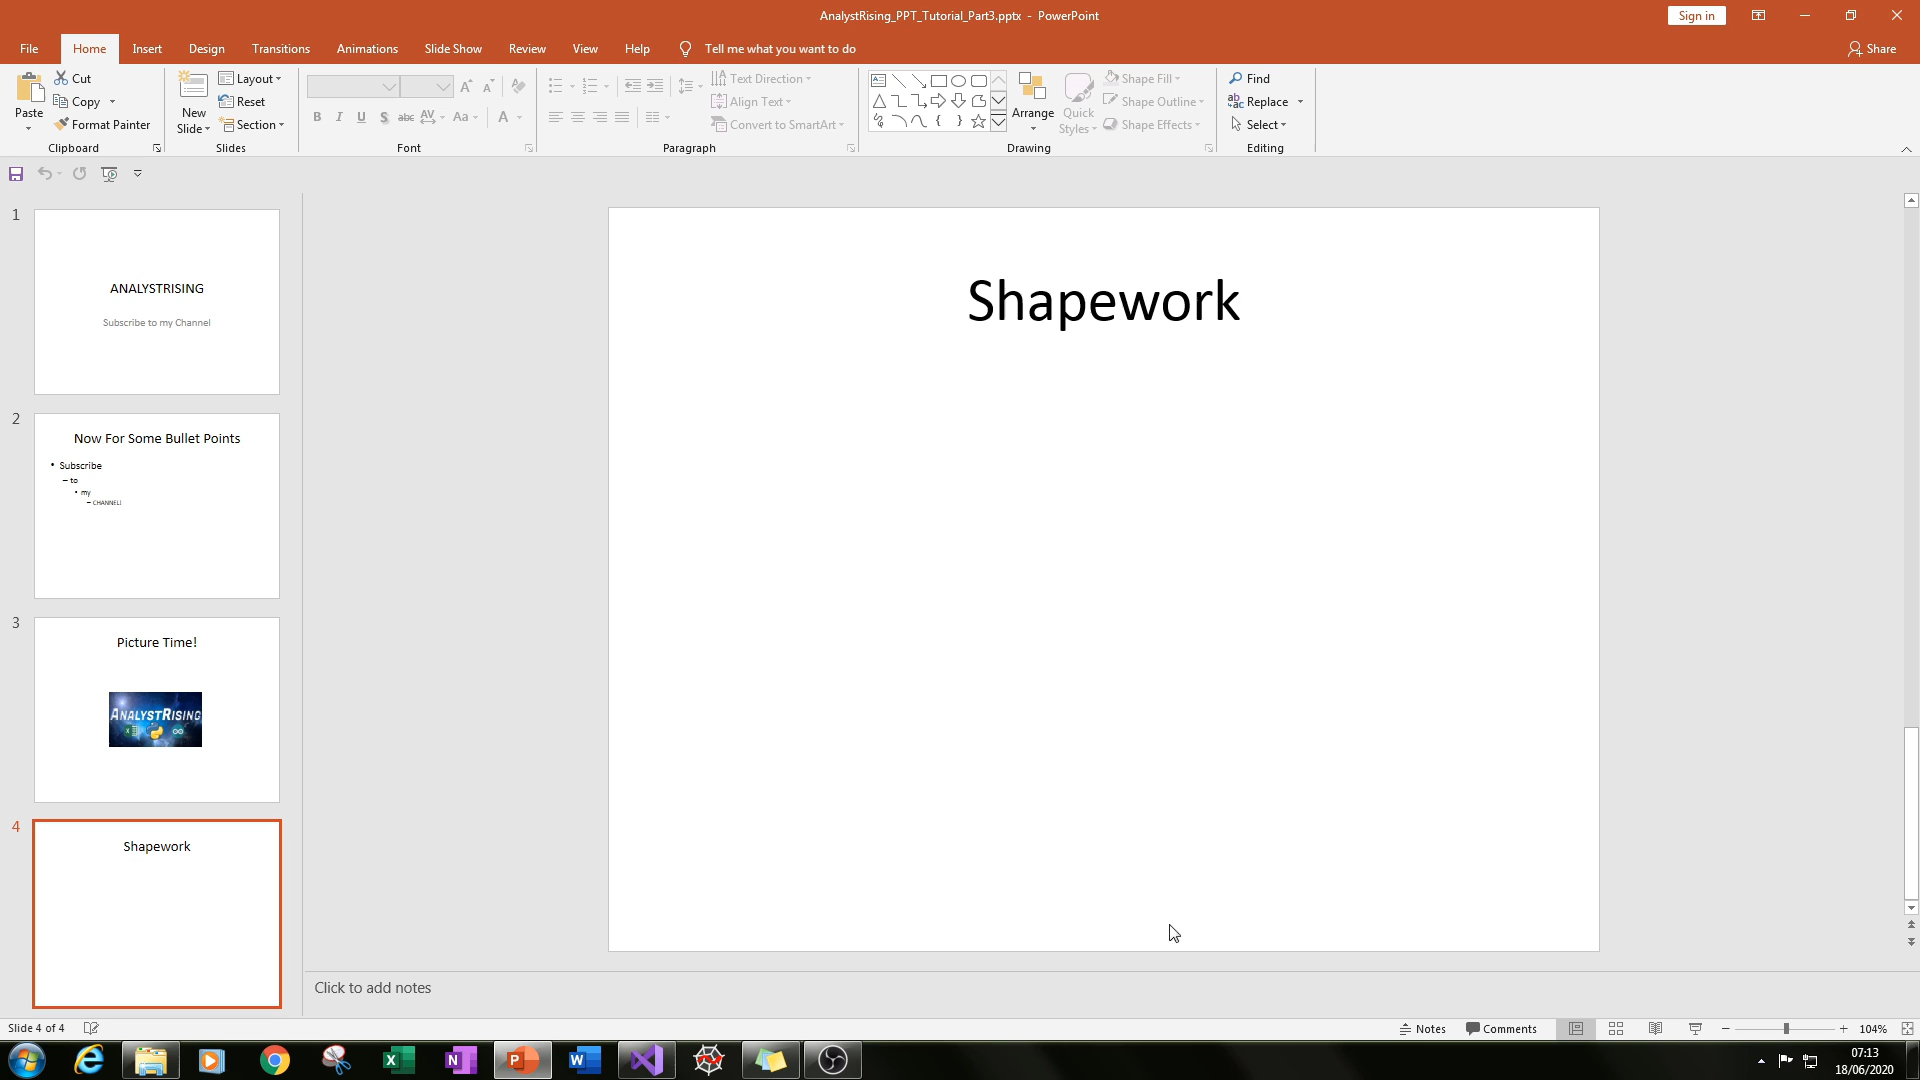 AnalystRising_PPT_Tutorial_Part3.pptx - PowerPoint
Sign in
File Home Insert Design Transitions Animations Slide Show Review View Help Tell me what you want to do Share
Paste Cut Copy Format Painter
Clipboard
New Slide Layout Reset Section
Slides
B I U S abc AV Aa A
Font
Text Direction Align Text Convert to SmartArt
Paragraph
Arrange Quick Styles Shape Fill Shape Outline Shape Effects
Drawing
Find Replace Select
Editing
1
ANALYSTRISING
Subscribe to my Channel
2
Now For Some Bullet Points
• Subscribe
– to
• my
– CHANNEL!
3
Picture Time!
ANALYSTRISING
4
Shapework
Shapework
Click to add notes
Slide 4 of 4
Notes Comments 104%
07:13
18/06/2020